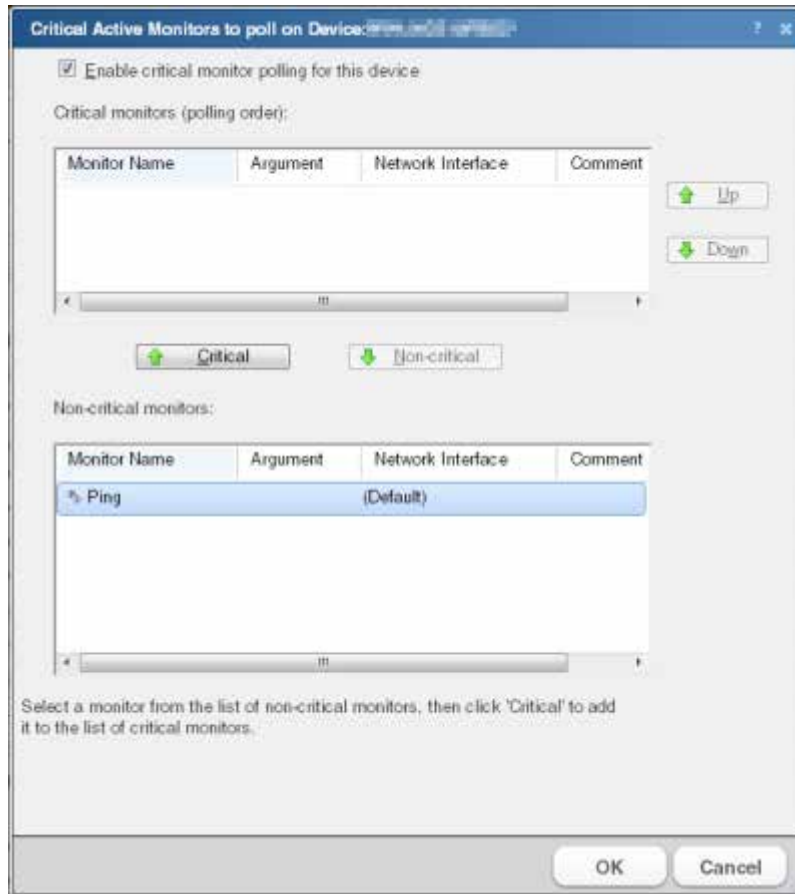 Critical Active Monitors to poll on Device:
? x
Enable critical monitor polling for this device
Critical monitors (polling order):
Monitor Name Argument Network Interface Comment
Up
Down
Critical Non-critical
Non-critical monitors:
Monitor Name Argument Network Interface Comment
Ping (Default)
Select a monitor from the list of non-critical monitors, then click 'Critical' to add
it to the list of critical monitors.
OK Cancel